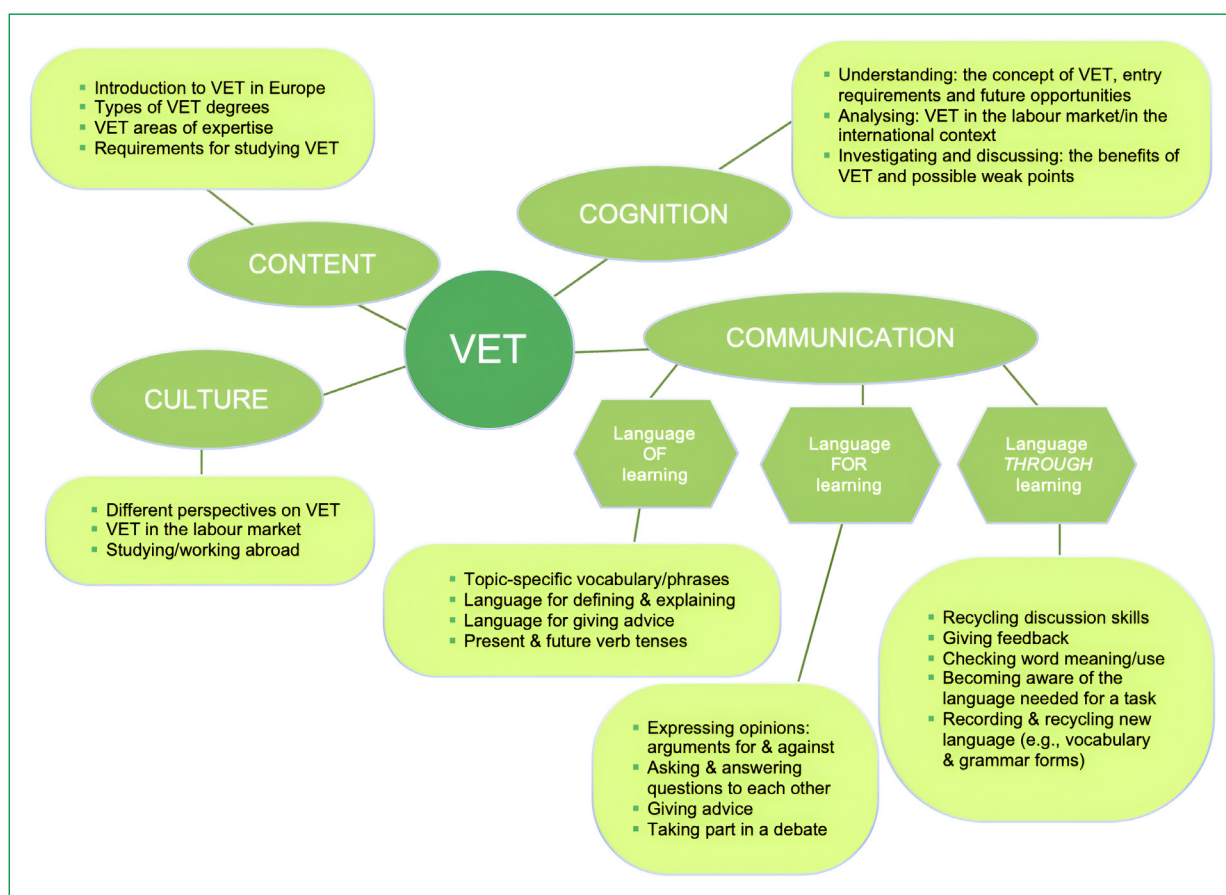 ▪ Introduction to VET in Europe
▪ Types of VET degrees
▪ VET areas of expertise
▪ Requirements for studying VET
▪ Understanding: the concept of VET, entry
requirements and future opportunities
▪ Analysing: VET in the labour market/in the
international context
▪ Investigating and discussing: the benefits of
VET and possible weak points
COGNITION
CONTENT
VET
COMMUNICATION
CULTURE
▪ Different perspectives on VET
▪ VET in the labour market
▪ Studying/working abroad
Language
OF
learning
Language
FOR
learning
Language
THROUGH
learning
▪ Topic-specific vocabulary/phrases
▪ Language for defining & explaining
▪ Language for giving advice
▪ Present & future verb tenses
▪ Expressing opinions:
arguments for & against
▪ Asking & answering
questions to each other
▪ Giving advice
▪ Taking part in a debate
▪ Recycling discussion skills
▪ Giving feedback
▪ Checking word meaning/use
▪ Becoming aware of the
language needed for a task
▪ Recording & recycling new
language (e.g., vocabulary
& grammar forms)